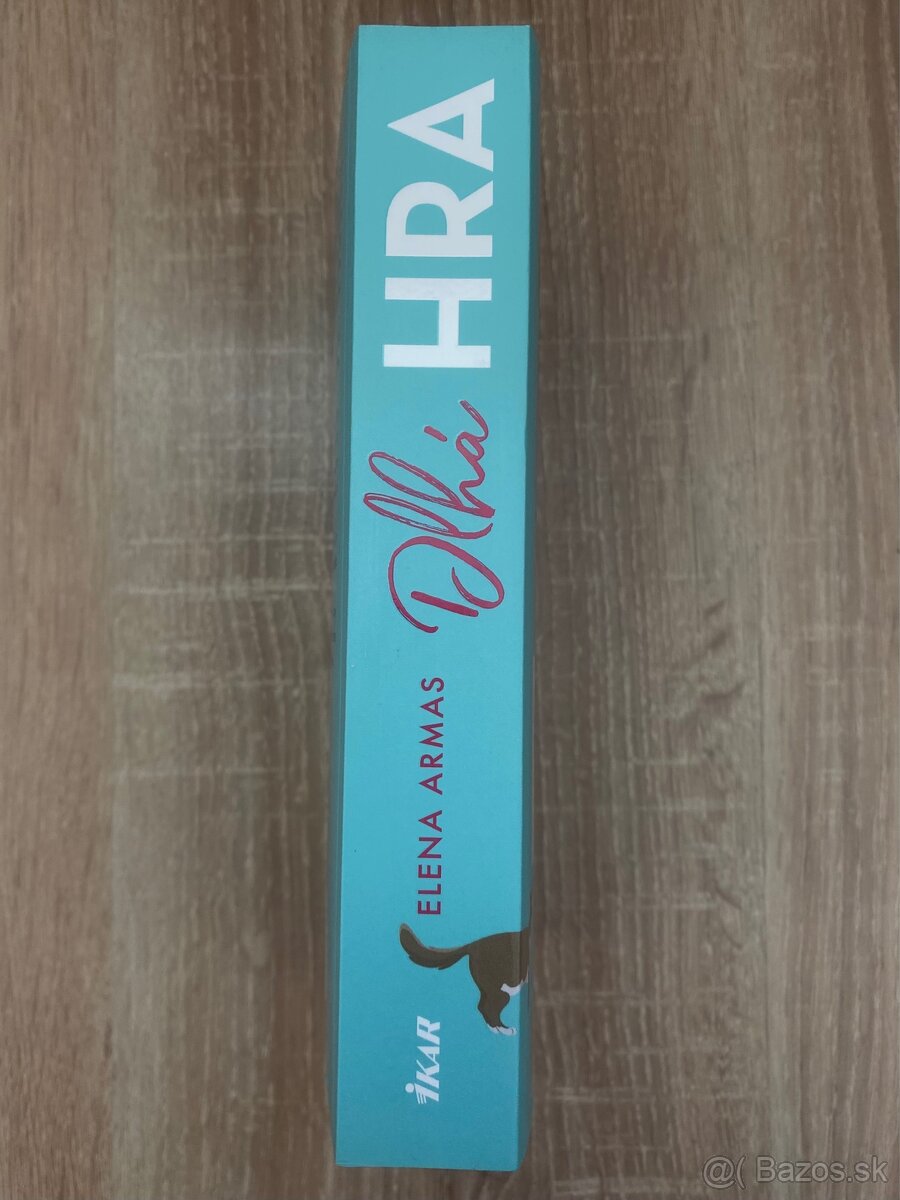 IKAR
ELENA ARMAS
Dlhá HRA
@( Bazos.sk